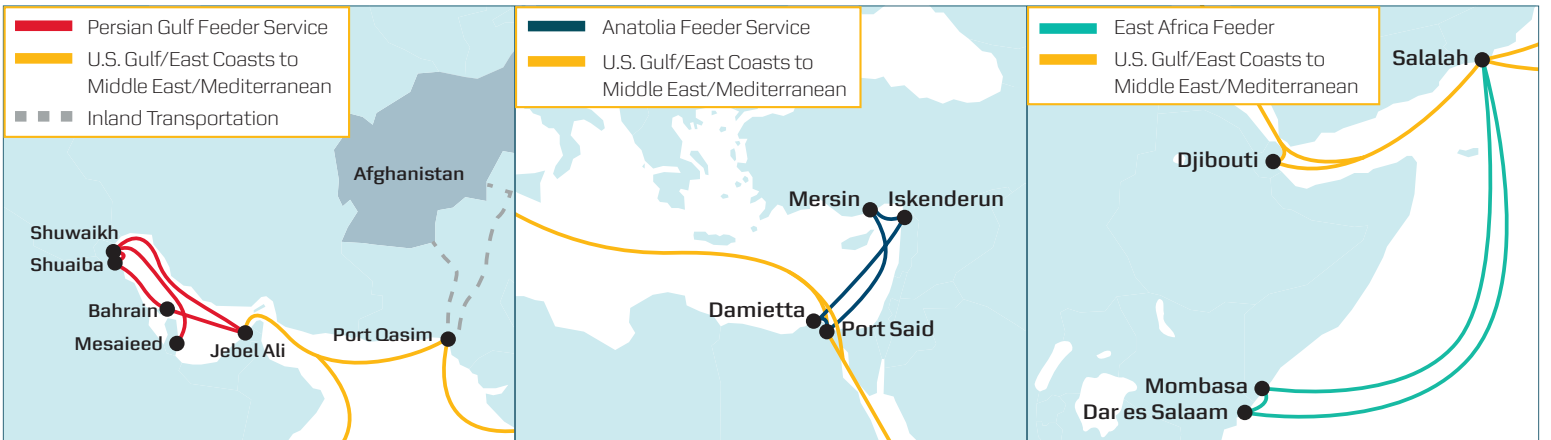 Persian Gulf Feeder Service
U.S. Gulf/East Coasts to
Middle East/Mediterranean
Inland Transportation
Afghanistan
Shuwaikh
Shuaiba
Bahrain
Mesaieed
Jebel Ali
Port Qasim
Anatolia Feeder Service
U.S. Gulf/East Coasts to
Middle East/Mediterranean
Mersin
Iskenderun
Damietta
Port Said
East Africa Feeder
U.S. Gulf/East Coasts to
Middle East/Mediterranean
Salalah
Djibouti
Mombasa
Dar es Salaam